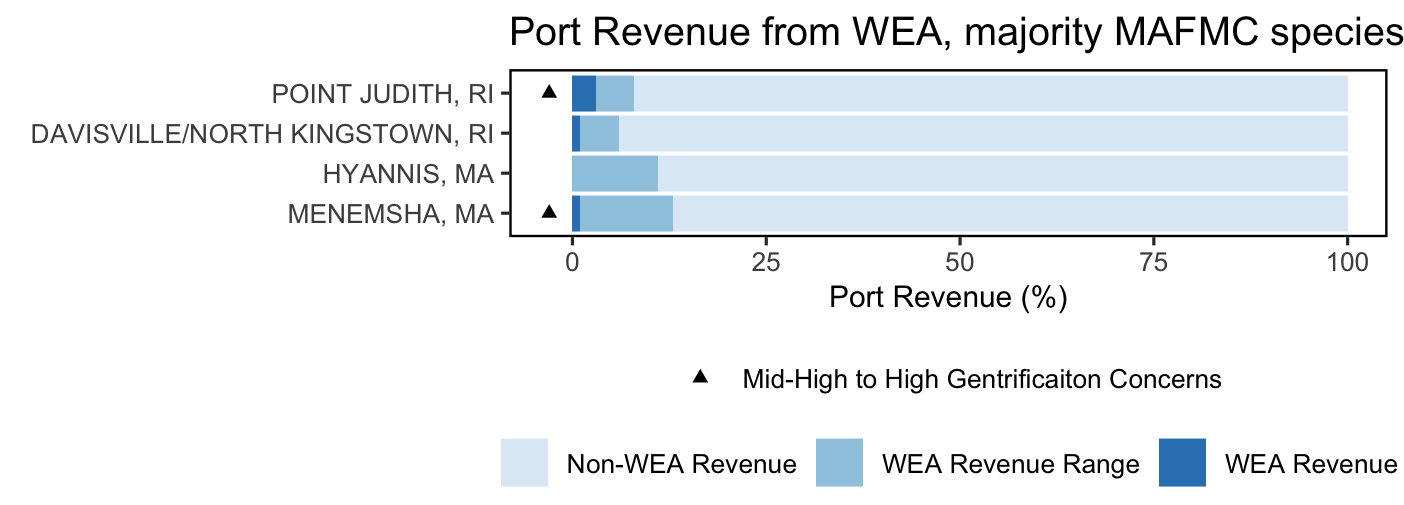 Port Revenue from WEA, majority MAFMC species
POINT JUDITH, RI
DAVISVILLE/NORTH KINGSTOWN, RI
HYANNIS, MA
MENEMSHA, MA
0 25 50 75 100
Port Revenue (%)
Mid-High to High Gentrificaiton Concerns
Non-WEA Revenue WEA Revenue Range WEA Revenue